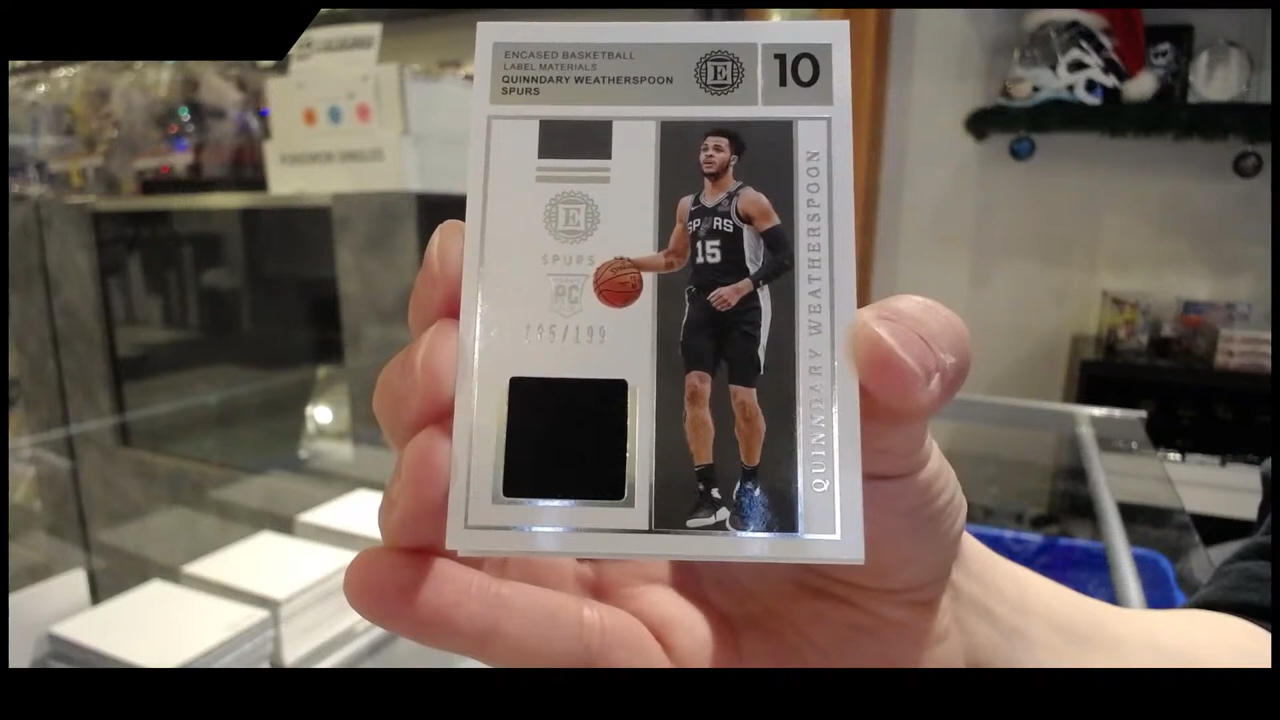 ENCASED BASKETBALL
LABEL MATERIALS
QUINNDARY WEATHERSPOON
SPURS
E
10
E
SPURS
RC
195/199
SPURS
15
QUINNDARY WEATHERSPOON